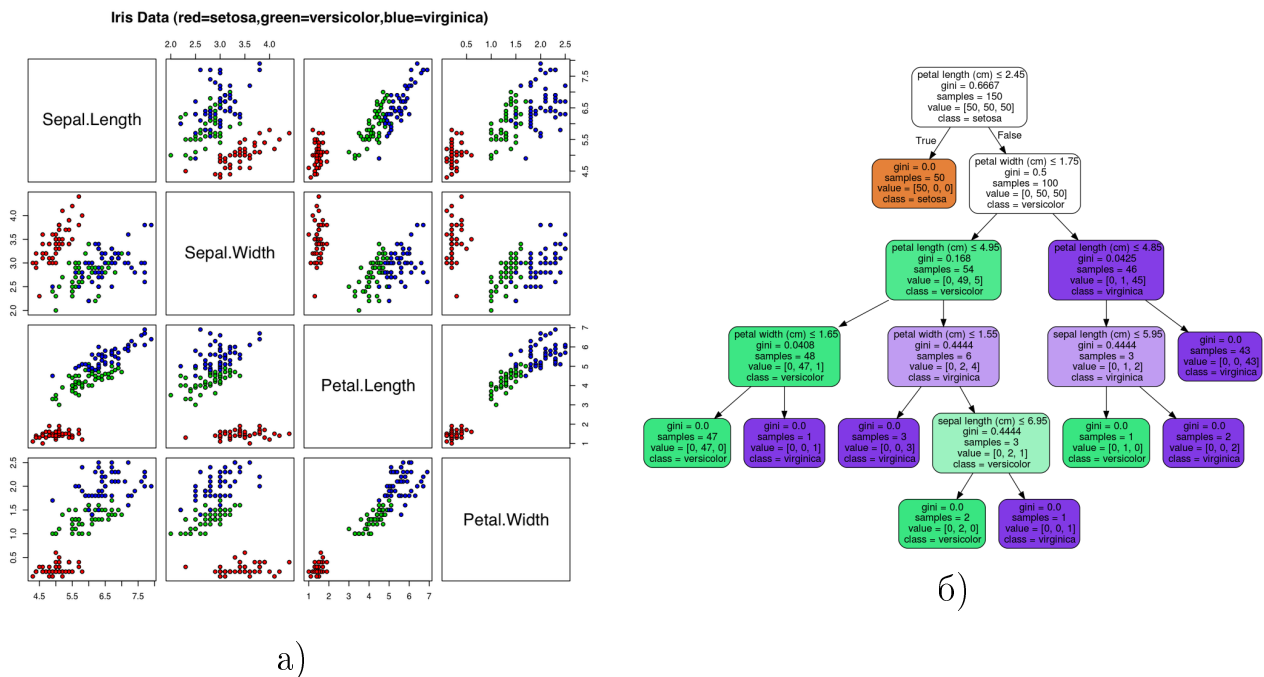 Iris Data (red=setosa,green=versicolor,blue=virginica)
2.0 2.5 3.0 3.5 4.0
0.5 1.0 1.5 2.0 2.5
Sepal.Length
4.5 5.5 6.5 7.5
2.0 2.5 3.0 3.5 4.0
Sepal.Width
Petal.Length
1 2 3 4 5 6 7
0.5 1.0 1.5 2.0 2.5
Petal.Width
4.5 5.5 6.5 7.5
1 2 3 4 5 6 7
а)
petal length (cm) ≤ 2.45
gini = 0.6667
samples = 150
value = [50, 50, 50]
class = setosa
True
False
gini = 0.0
samples = 50
value = [50, 0, 0]
class = setosa
petal width (cm) ≤ 1.75
gini = 0.5
samples = 100
value = [0, 50, 50]
class = versicolor
petal length (cm) ≤ 4.95
gini = 0.168
samples = 54
value = [0, 49, 5]
class = versicolor
petal length (cm) ≤ 4.85
gini = 0.0425
samples = 46
value = [0, 1, 45]
class = virginica
petal width (cm) ≤ 1.65
gini = 0.0408
samples = 48
value = [0, 47, 1]
class = versicolor
petal width (cm) ≤ 1.55
gini = 0.4444
samples = 6
value = [0, 2, 4]
class = virginica
sepal length (cm) ≤ 5.95
gini = 0.4444
samples = 3
value = [0, 1, 2]
class = virginica
gini = 0.0
samples = 43
value = [0, 0, 43]
class = virginica
gini = 0.0
samples = 47
value = [0, 47, 0]
class = versicolor
gini = 0.0
samples = 1
value = [0, 0, 1]
class = virginica
gini = 0.0
samples = 3
value = [0, 0, 3]
class = virginica
sepal length (cm) ≤ 6.95
gini = 0.4444
samples = 3
value = [0, 2, 1]
class = versicolor
gini = 0.0
samples = 1
value = [0, 1, 0]
class = versicolor
gini = 0.0
samples = 2
value = [0, 0, 2]
class = virginica
gini = 0.0
samples = 2
value = [0, 2, 0]
class = versicolor
gini = 0.0
samples = 1
value = [0, 0, 1]
class = virginica
б)